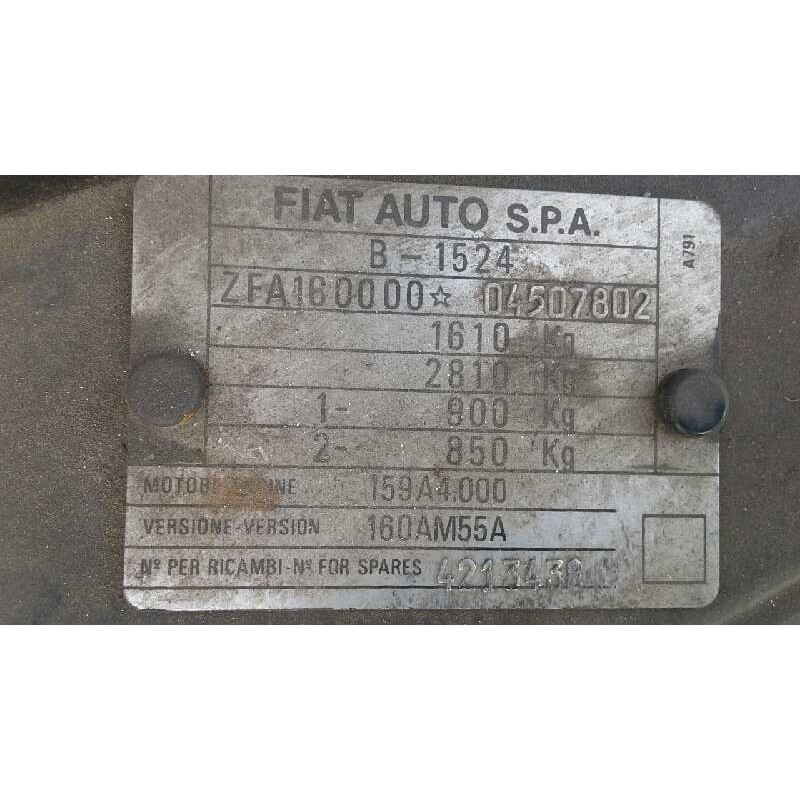 FIAT AUTO S.P.A.
A791
B-1524
ZFA160000☆ 04507802
1610 Kg
2810 Kg
1- 900 Kg
2- 850 Kg
159A4.000
VERSIONE-VERSION 160AM55A
Nº PER RICAMBI-Nº FOR SPARES